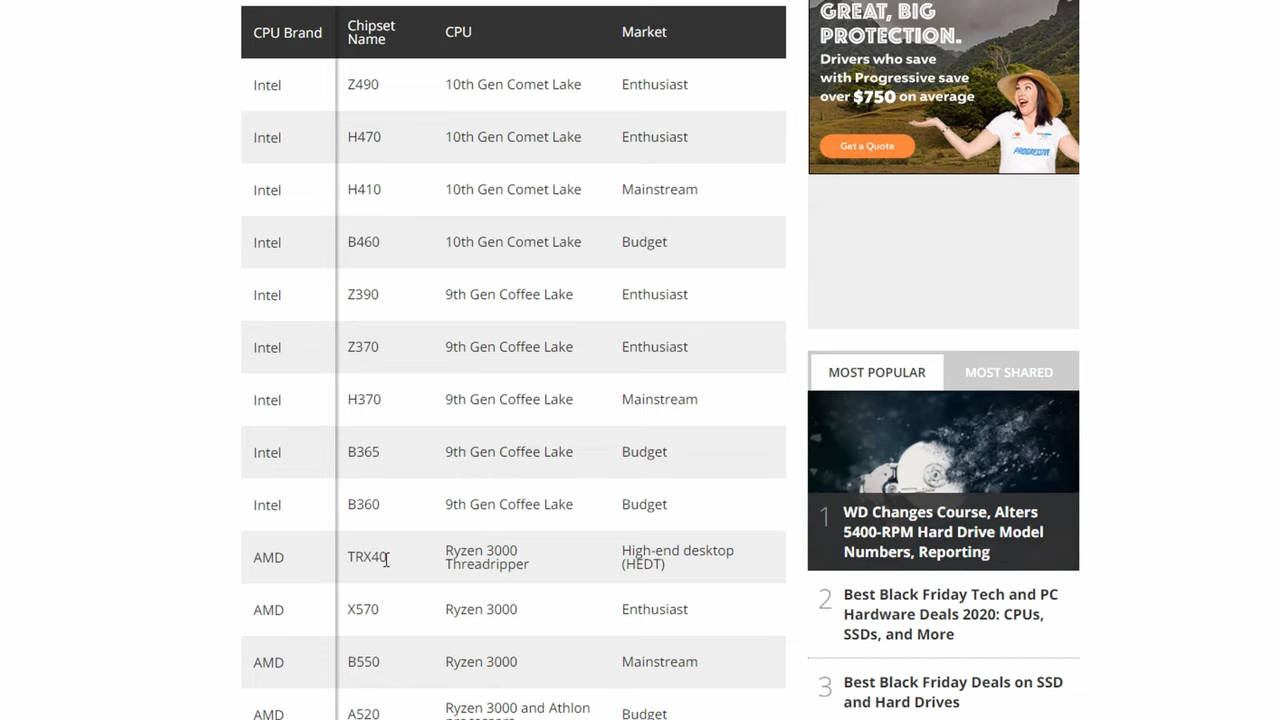 CPU Brand
Chipset
Name
CPU
Market
Intel
Z490
10th Gen Comet Lake
Enthusiast
Intel
H470
10th Gen Comet Lake
Enthusiast
Intel
H410
10th Gen Comet Lake
Mainstream
Intel
B460
10th Gen Comet Lake
Budget
Intel
Z390
9th Gen Coffee Lake
Enthusiast
Intel
Z370
9th Gen Coffee Lake
Enthusiast
Intel
H370
9th Gen Coffee Lake
Mainstream
Intel
B365
9th Gen Coffee Lake
Budget
Intel
B360
9th Gen Coffee Lake
Budget
AMD
TRX40
Ryzen 3000
Threadripper
High-end desktop
(HEDT)
AMD
X570
Ryzen 3000
Enthusiast
AMD
B550
Ryzen 3000
Mainstream
AMD
A520
Ryzen 3000 and Athlon
Budget
GREAT, BIG
PROTECTION.
Drivers who save
with Progressive save
over $750 on average
Get a Quote
PROGRESSIVE
MOST POPULAR
MOST SHARED
1
WD Changes Course, Alters
5400-RPM Hard Drive Model
Numbers, Reporting
2
Best Black Friday Tech and PC
Hardware Deals 2020: CPUs,
SSDs, and More
3
Best Black Friday Deals on SSD
and Hard Drives